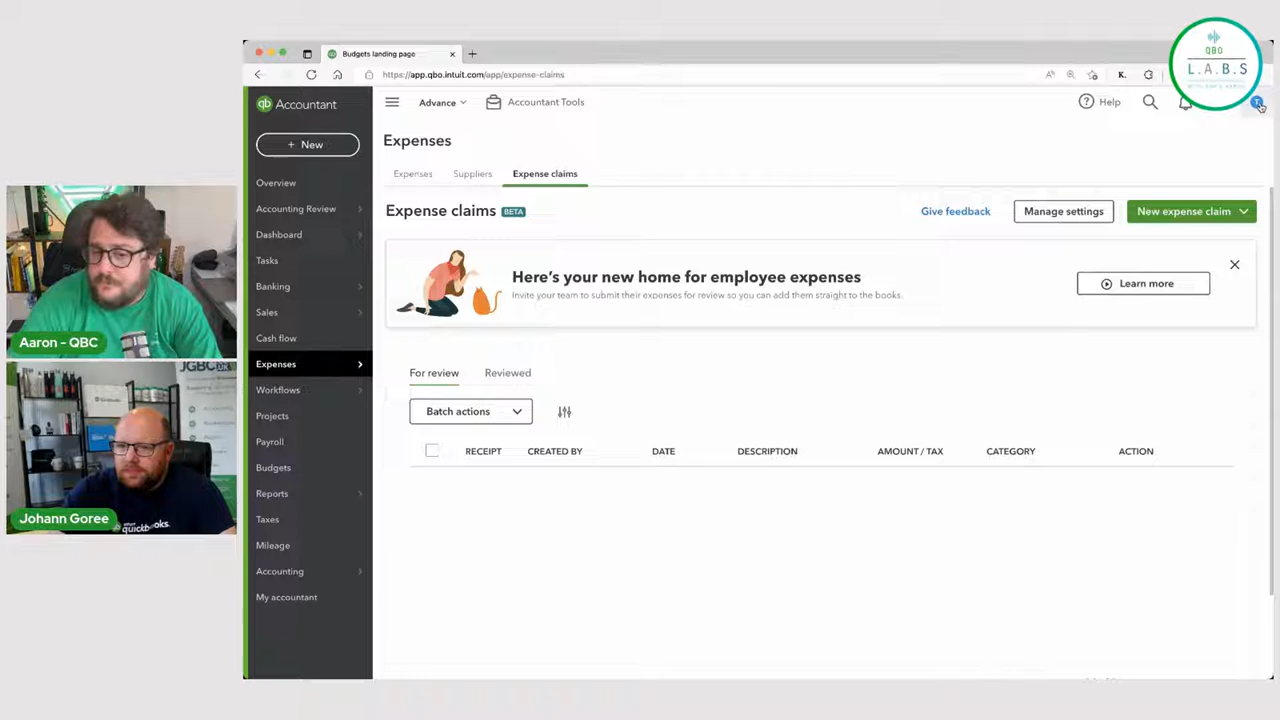 Budgets landing page
https://app.qbo.intuit.com/app/expense-claims
K.
QBO
L.A.B.S
qb Accountant
Advance
Accountant Tools
Help
+ New
Expenses
Overview
Accounting Review
Dashboard
Tasks
Banking
Sales
Cash flow
Expenses
Workflows
Projects
Payroll
Budgets
Reports
Taxes
Mileage
Accounting
My accountant
Expenses
Suppliers
Expense claims
Expense claims BETA
Give feedback
Manage settings
New expense claim
Here's your new home for employee expenses
Invite your team to submit their expenses for review so you can add them straight to the books.
Learn more
For review
Reviewed
Batch actions
RECEIPT
CREATED BY
DATE
DESCRIPTION
AMOUNT / TAX
CATEGORY
ACTION
Aaron - QBC
JGBC
quickbooks.
Johann Goree